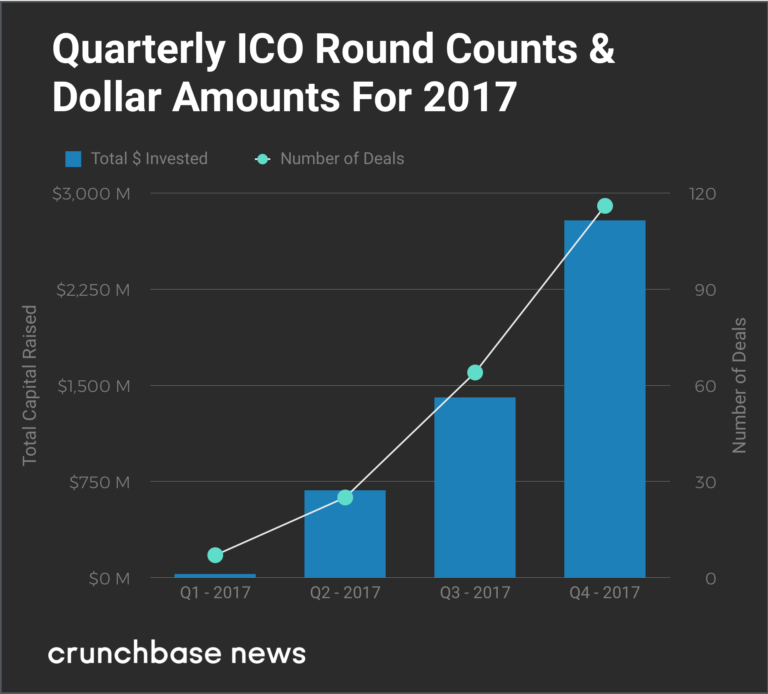 Quarterly ICO Round Counts &
Dollar Amounts For 2017
Total $ Invested
Number of Deals
$3,000 M
$2,250 M
$1,500 M
$750 M
$0 M
Total Capital Raised
120
90
60
30
0
Number of Deals
Q1 - 2017
Q2 - 2017
Q3 - 2017
Q4 - 2017
crunchbase news